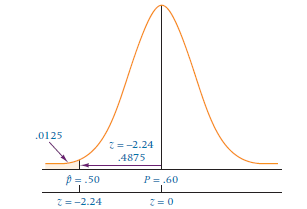 .0125
z = –2.24
.4875
p̂ = .50
P = .60
z = –2.24
z = 0